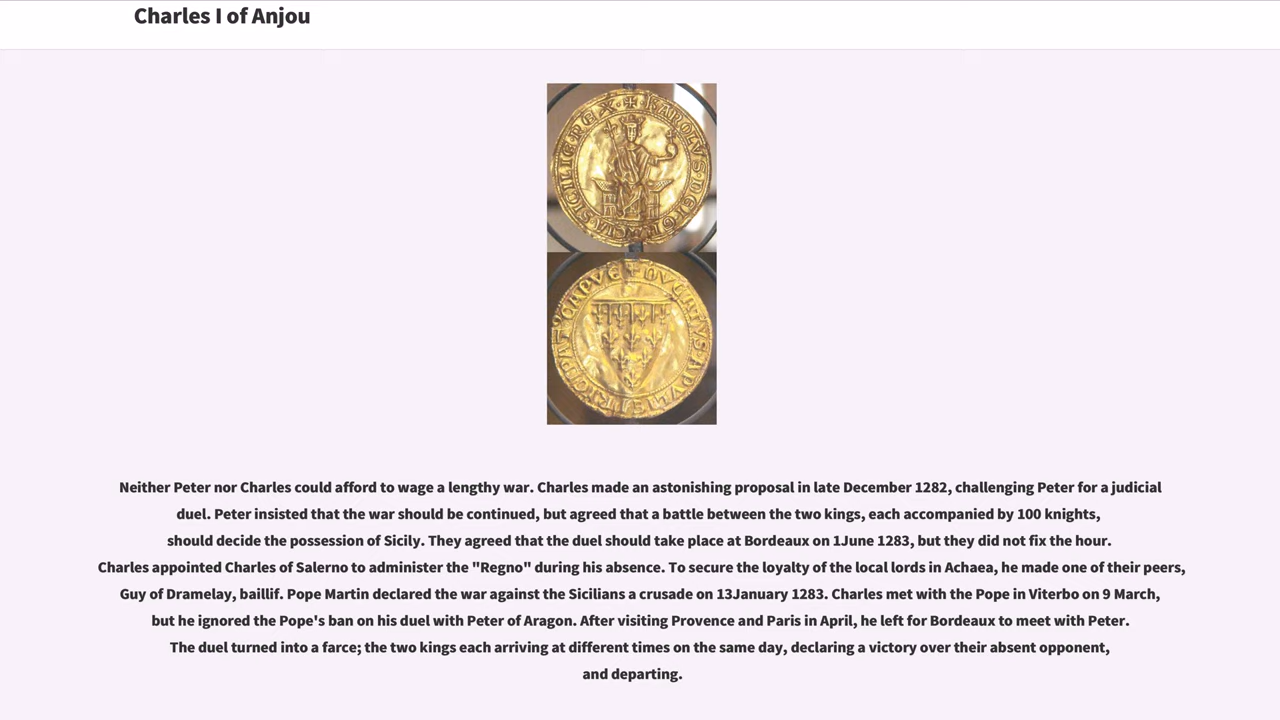 Charles I of Anjou
✠ KAROLVS DEI GRACIA SICILIE REX
✠ DVCATVS APVLIE PRICIPAT CAPVE
Neither Peter nor Charles could afford to wage a lengthy war. Charles made an astonishing proposal in late December 1282, challenging Peter for a judicial
duel. Peter insisted that the war should be continued, but agreed that a battle between the two kings, each accompanied by 100 knights,
should decide the possession of Sicily. They agreed that the duel should take place at Bordeaux on 1June 1283, but they did not fix the hour.
Charles appointed Charles of Salerno to administer the "Regno" during his absence. To secure the loyalty of the local lords in Achaea, he made one of their peers,
Guy of Dramelay, baillif. Pope Martin declared the war against the Sicilians a crusade on 13January 1283. Charles met with the Pope in Viterbo on 9 March,
but he ignored the Pope's ban on his duel with Peter of Aragon. After visiting Provence and Paris in April, he left for Bordeaux to meet with Peter.
The duel turned into a farce; the two kings each arriving at different times on the same day, declaring a victory over their absent opponent,
and departing.